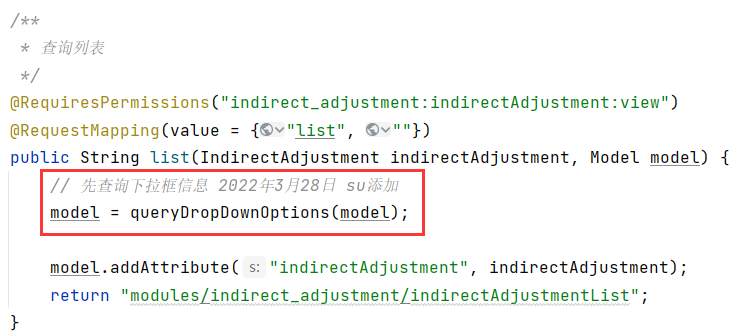 /**
 * 查询列表
 */
@RequiresPermissions("indirect_adjustment:indirectAdjustment:view")
@RequestMapping(value = {"list", ""})
public String list(IndirectAdjustment indirectAdjustment, Model model) {
    // 先查询下拉框信息 2022年3月28日 su添加
    model = queryDropDownOptions(model);

    model.addAttribute( s: "indirectAdjustment", indirectAdjustment);
    return "modules/indirect_adjustment/indirectAdjustmentList";
}